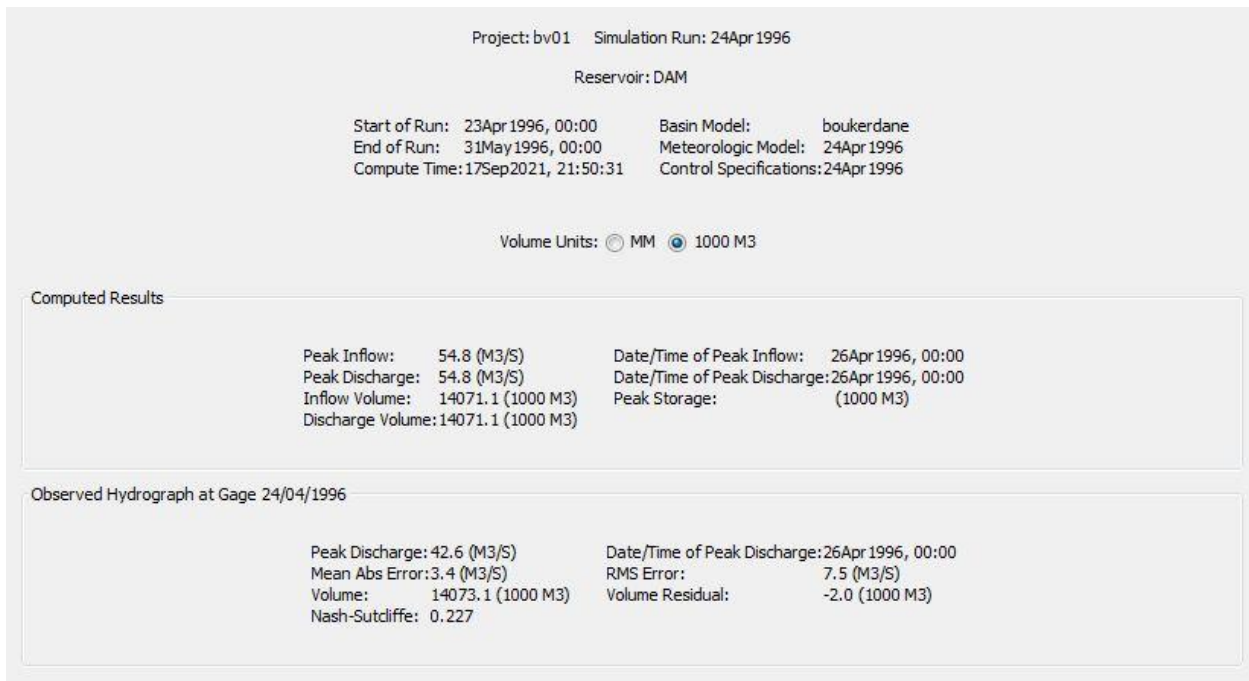 Project: bv01 Simulation Run: 24Apr1996
Reservoir: DAM
Start of Run: 23Apr1996, 00:00 Basin Model: boukerdane
End of Run: 31May1996, 00:00 Meteorologic Model: 24Apr1996
Compute Time:17Sep2021, 21:50:31 Control Specifications:24Apr1996
Volume Units: MM 1000 M3
Computed Results
Peak Inflow: 54.8 (M3/S) Date/Time of Peak Inflow: 26Apr1996, 00:00
Peak Discharge: 54.8 (M3/S) Date/Time of Peak Discharge:26Apr1996, 00:00
Inflow Volume: 14071.1 (1000 M3) Peak Storage: (1000 M3)
Discharge Volume:14071.1 (1000 M3)
Observed Hydrograph at Gage 24/04/1996
Peak Discharge:42.6 (M3/S) Date/Time of Peak Discharge:26Apr1996, 00:00
Mean Abs Error:3.4 (M3/S) RMS Error: 7.5 (M3/S)
Volume: 14073.1 (1000 M3) Volume Residual: -2.0 (1000 M3)
Nash-Sutcliffe: 0.227